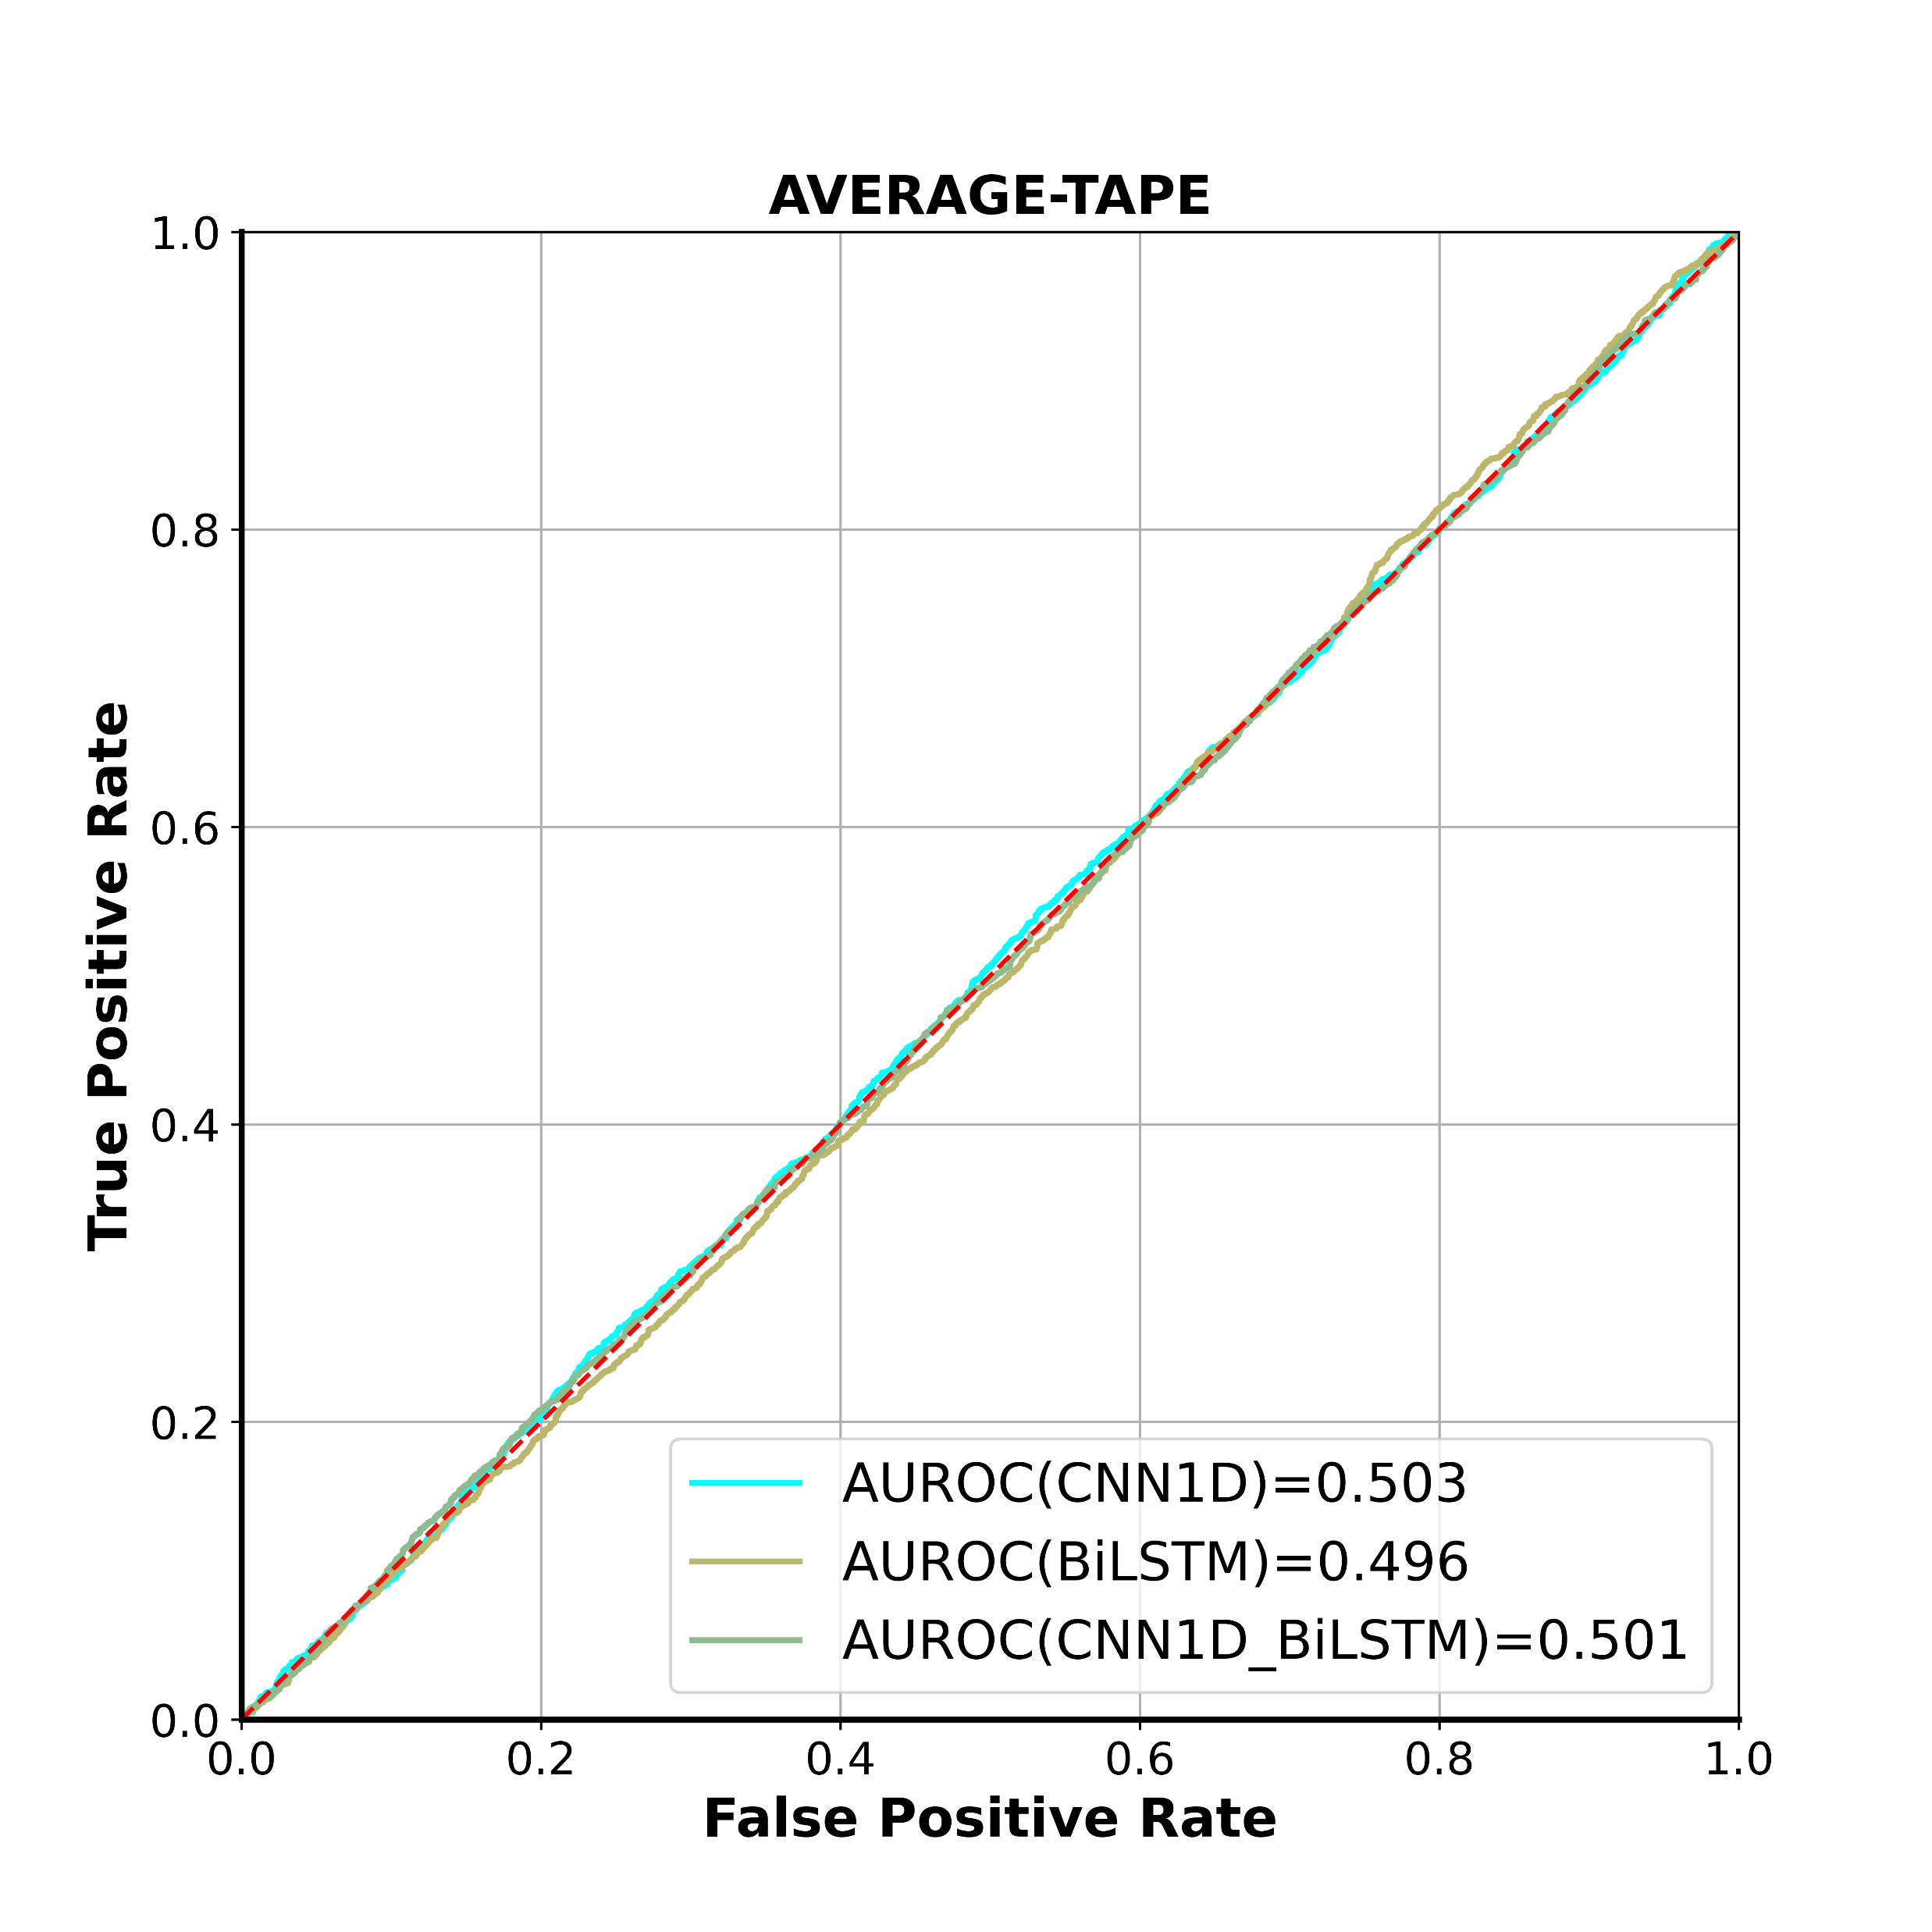 AVERAGE-TAPE
1.0
0.8
0.6
0.4
0.2
0.0
True Positive Rate
AUROC(CNN1D)=0.503
AUROC(BiLSTM)=0.496
AUROC(CNN1D_BiLSTM)=0.501
0.0 0.2 0.4 0.6 0.8 1.0
False Positive Rate